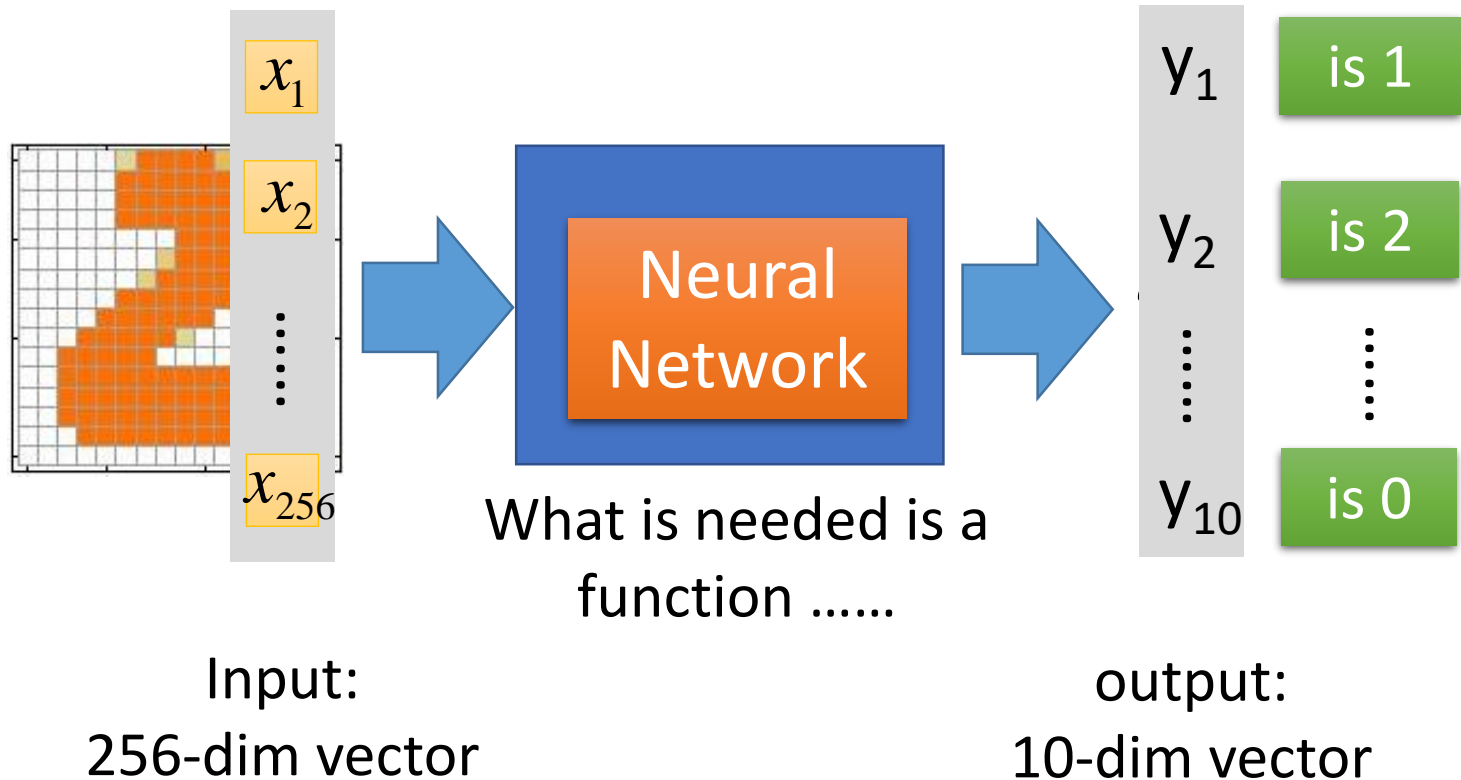 x₁
x₂
……
x₂₅₆
Neural
Network
What is needed is a
function ……
y₁ is 1
y₂ is 2
…… ……
y₁₀ is 0
Input:
256-dim vector
output:
10-dim vector